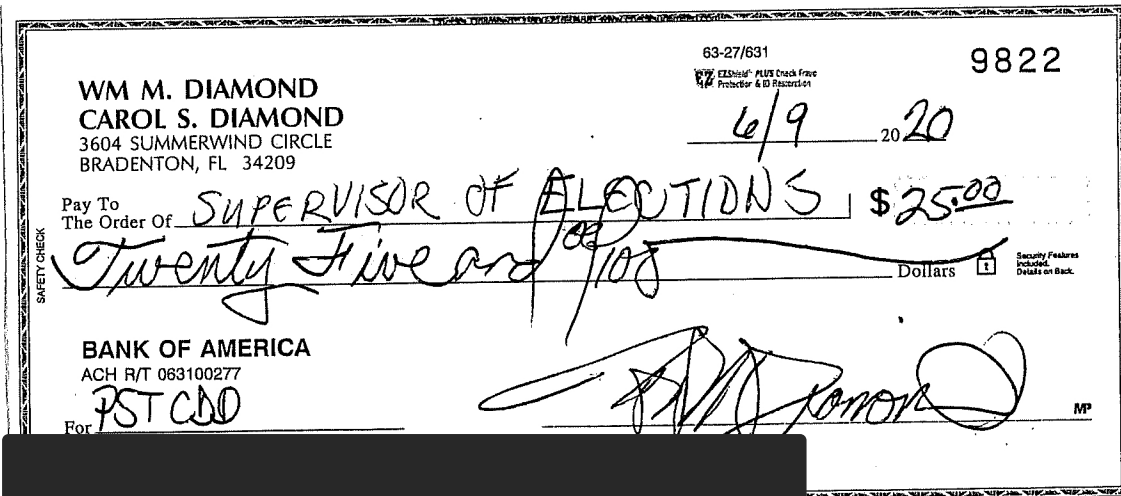 63-27/631
9822
EZShield PLUS Check Fraud
Protection & ID Restoration
WM M. DIAMOND
CAROL S. DIAMOND
3604 SUMMERWIND CIRCLE
BRADENTON, FL 34209
6/9 2020
Pay To
The Order Of SUPERVISOR OF ELECTIONS $ 25.00
Twenty Five and 00/100 Dollars
Security Features
Included.
Details on Back.
SAFETY CHECK
BANK OF AMERICA
ACH R/T 063100277
For PST CDD
MP